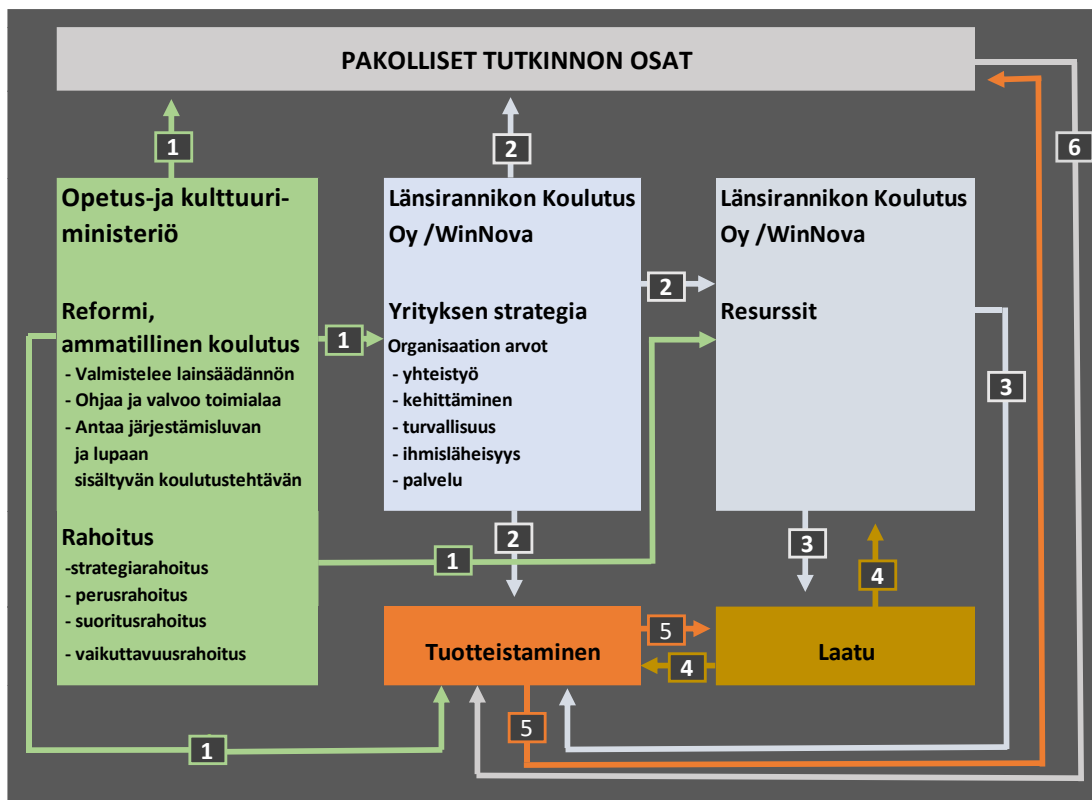 PAKOLLISET TUTKINNON OSAT
1
2
6
Opetus-ja kulttuuri-
ministeriö
Reformi,
ammatillinen koulutus
- Valmistelee lainsäädännön
- Ohjaa ja valvoo toimialaa
- Antaa järjestämisluvan
ja lupaan
sisältyvän koulutustehtävän
Rahoitus
-strategiarahoitus
- perusrahoitus
- suoritusrahoitus
- vaikuttavuusrahoitus
1
Länsirannikon Koulutus
Oy /WinNova
Yrityksen strategia
Organisaation arvot
- yhteistyö
- kehittäminen
- turvallisuus
- ihmisläheisyys
- palvelu
2
Länsirannikon Koulutus
Oy /WinNova
Resurssit
3
2
1
3
4
Tuotteistaminen
5
4
Laatu
1
5